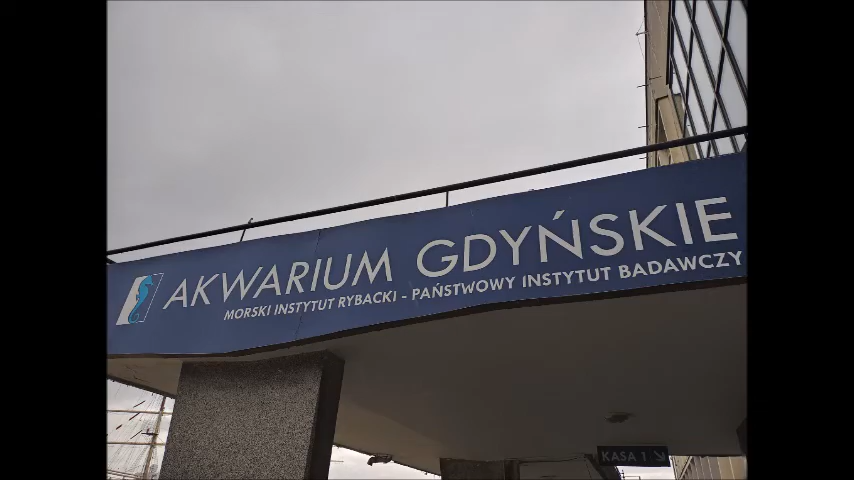 AKWARIUM GDYŃSKIE
MORSKI INSTYTUT RYBACKI - PAŃSTWOWY INSTYTUT BADAWCZY
KASA 1 ↘